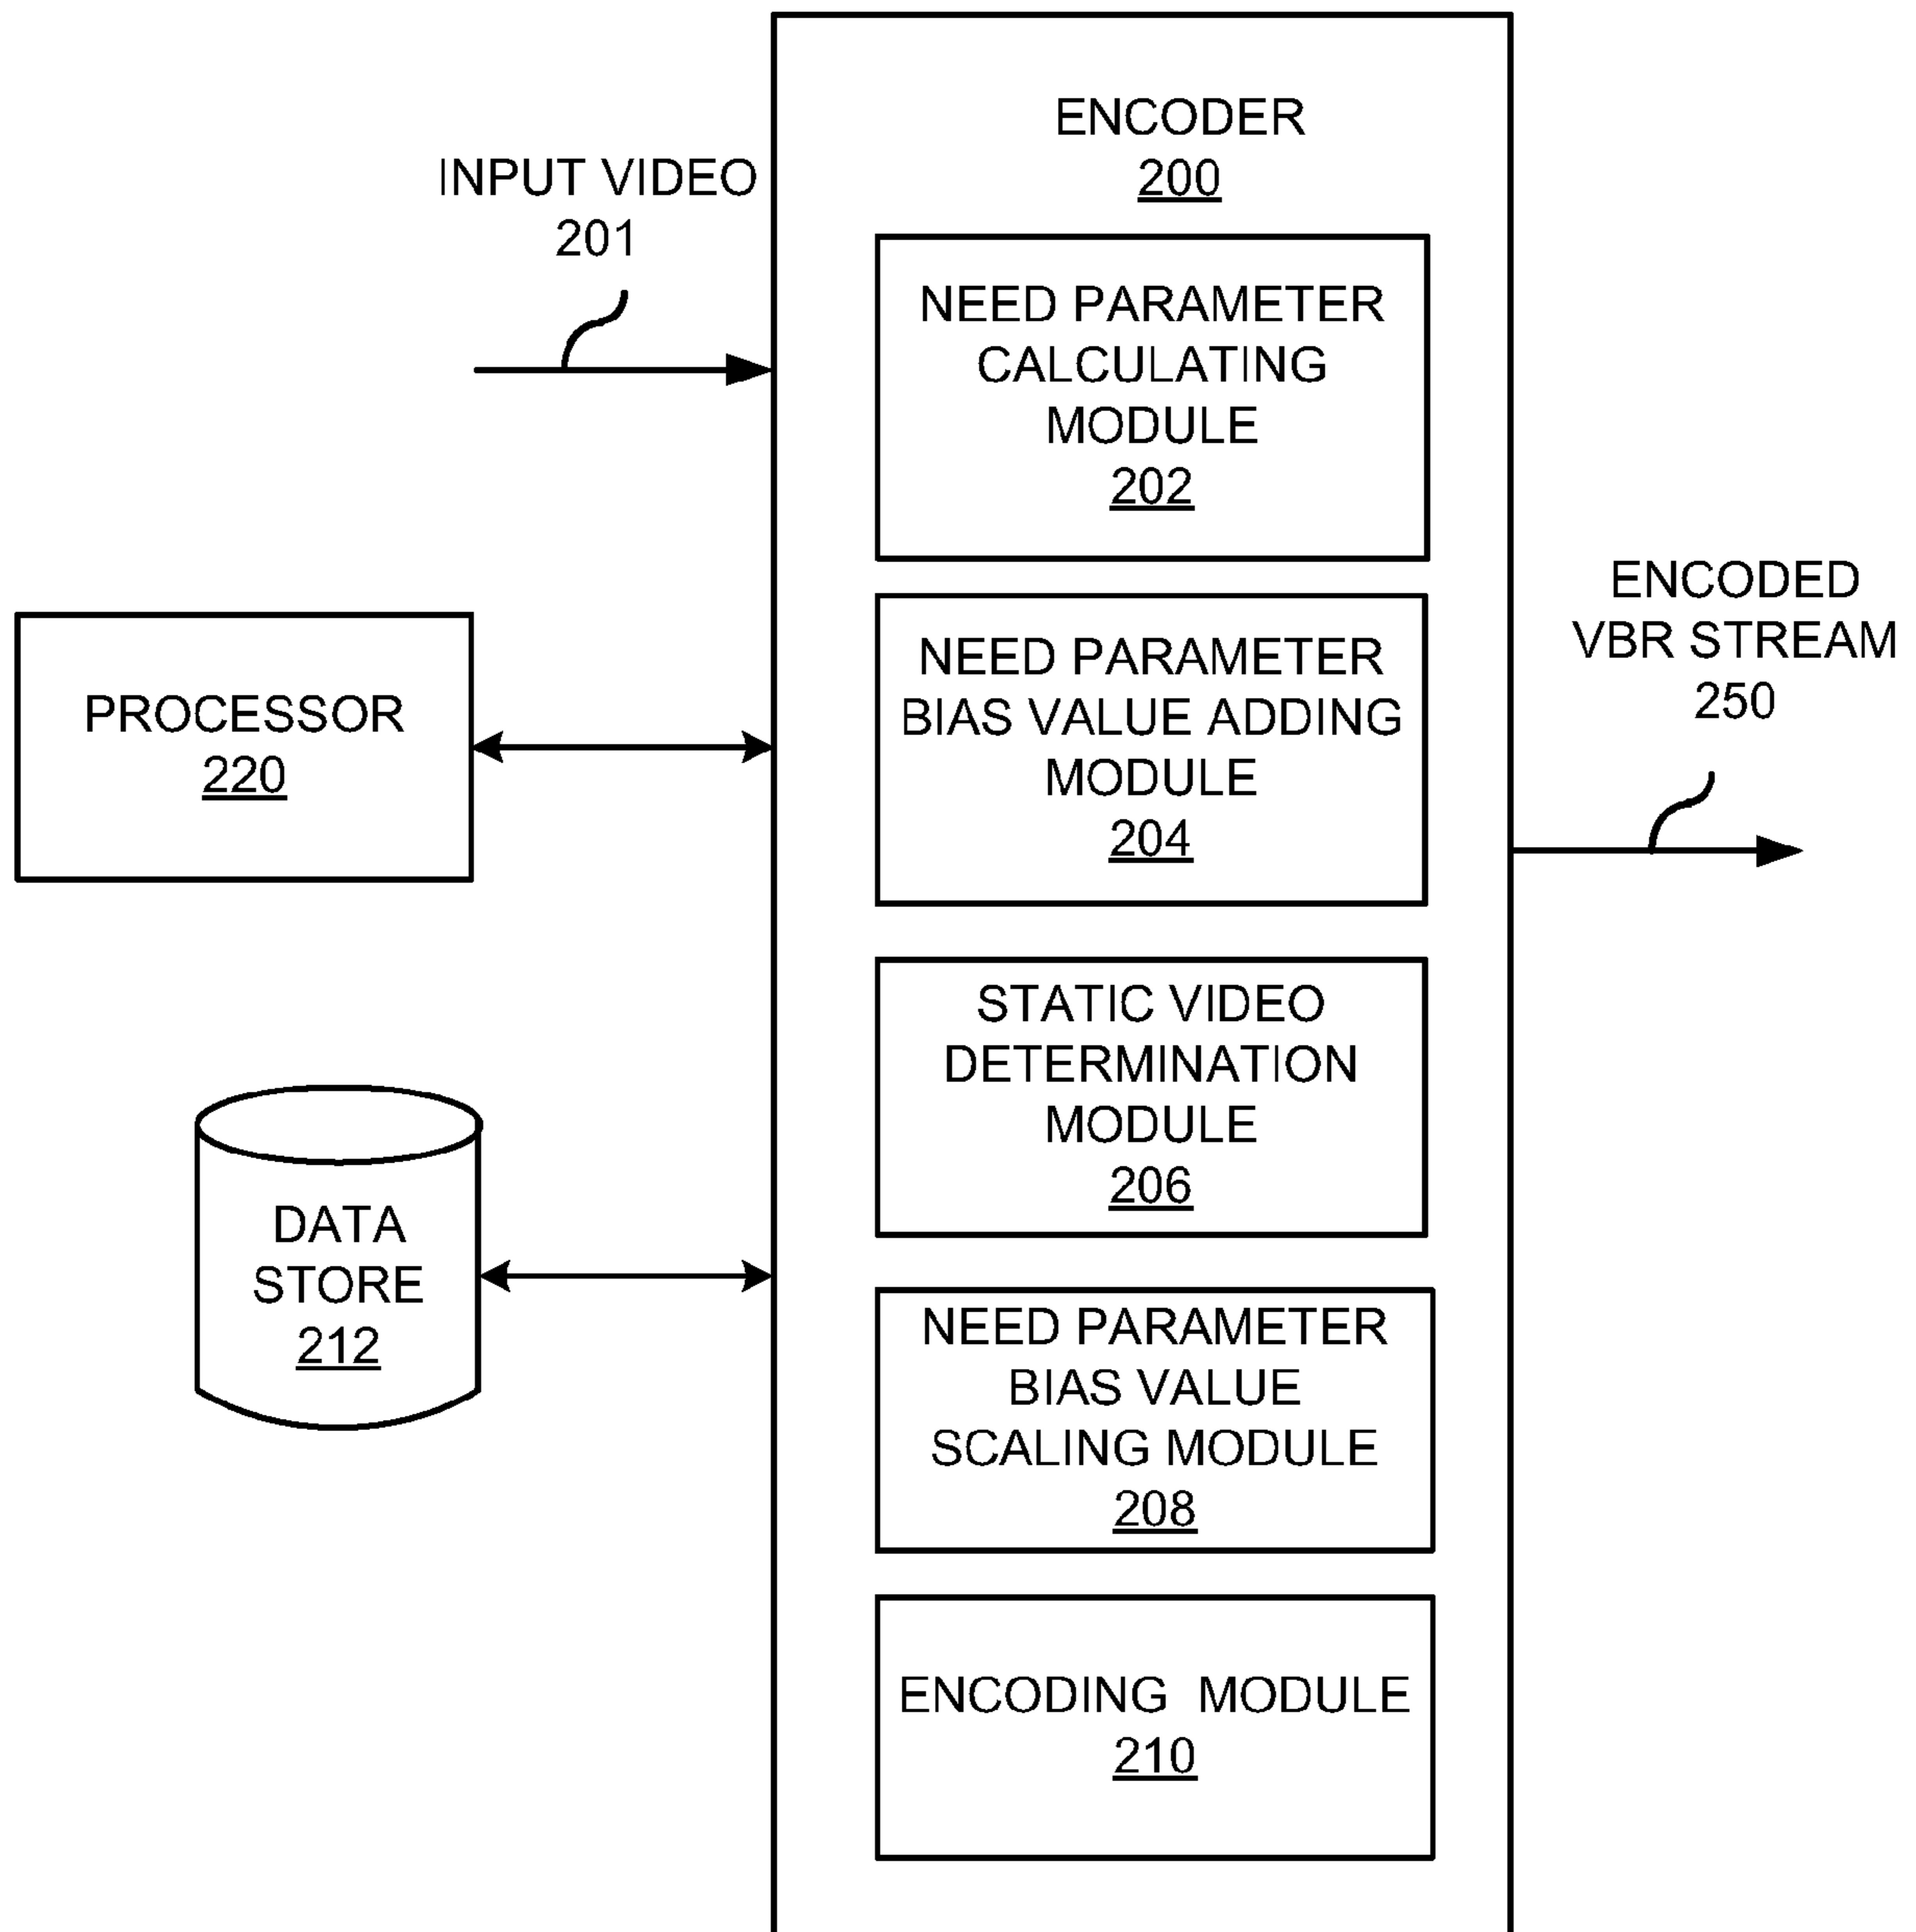 ENCODER
200
INPUT VIDEO
201
NEED PARAMETER
CALCULATING
MODULE
202
ENCODED
VBR STREAM
250
NEED PARAMETER
BIAS VALUE ADDING
MODULE
204
PROCESSOR
220
STATIC VIDEO
DETERMINATION
MODULE
206
DATA
STORE
212
NEED PARAMETER
BIAS VALUE
SCALING MODULE
208
ENCODING MODULE
210